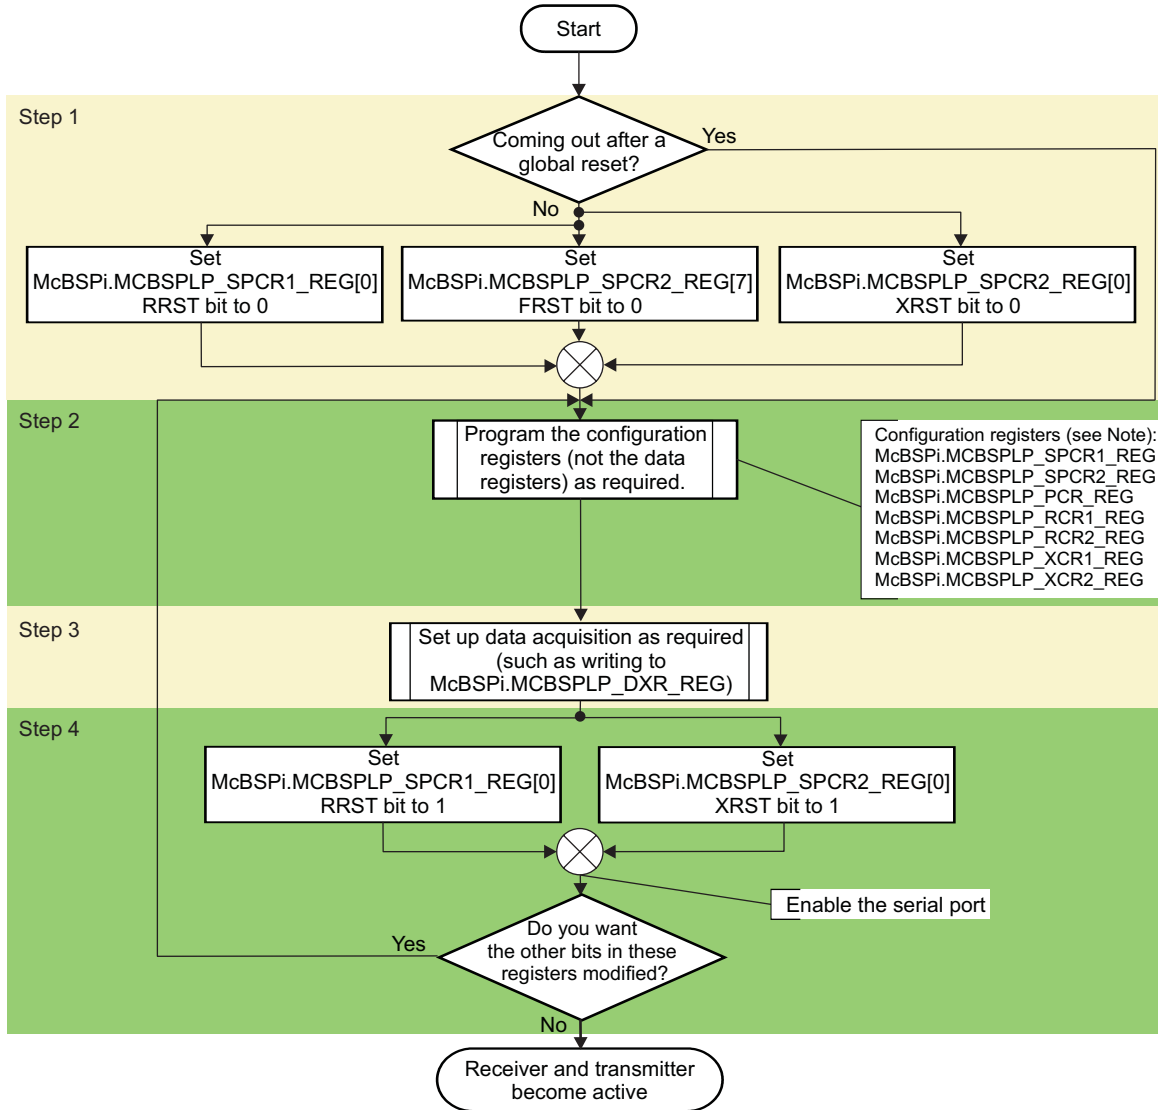 Start
Step 1
Coming out after a
global reset?
Yes
No
Set
McBSPi.MCBSPLP_SPCR1_REG[0]
RRST bit to 0
Set
McBSPi.MCBSPLP_SPCR2_REG[7]
FRST bit to 0
Set
McBSPi.MCBSPLP_SPCR2_REG[0]
XRST bit to 0
Step 2
Program the configuration
registers (not the data
registers) as required.
Configuration registers (see Note):
McBSPi.MCBSPLP_SPCR1_REG
McBSPi.MCBSPLP_SPCR2_REG
McBSPi.MCBSPLP_PCR_REG
McBSPi.MCBSPLP_RCR1_REG
McBSPi.MCBSPLP_RCR2_REG
McBSPi.MCBSPLP_XCR1_REG
McBSPi.MCBSPLP_XCR2_REG
Step 3
Set up data acquisition as required
(such as writing to
McBSPi.MCBSPLP_DXR_REG)
Step 4
Set
McBSPi.MCBSPLP_SPCR1_REG[0]
RRST bit to 1
Set
McBSPi.MCBSPLP_SPCR2_REG[0]
XRST bit to 1
Enable the serial port
Do you want
the other bits in these
registers modified?
Yes
No
Receiver and transmitter
become active